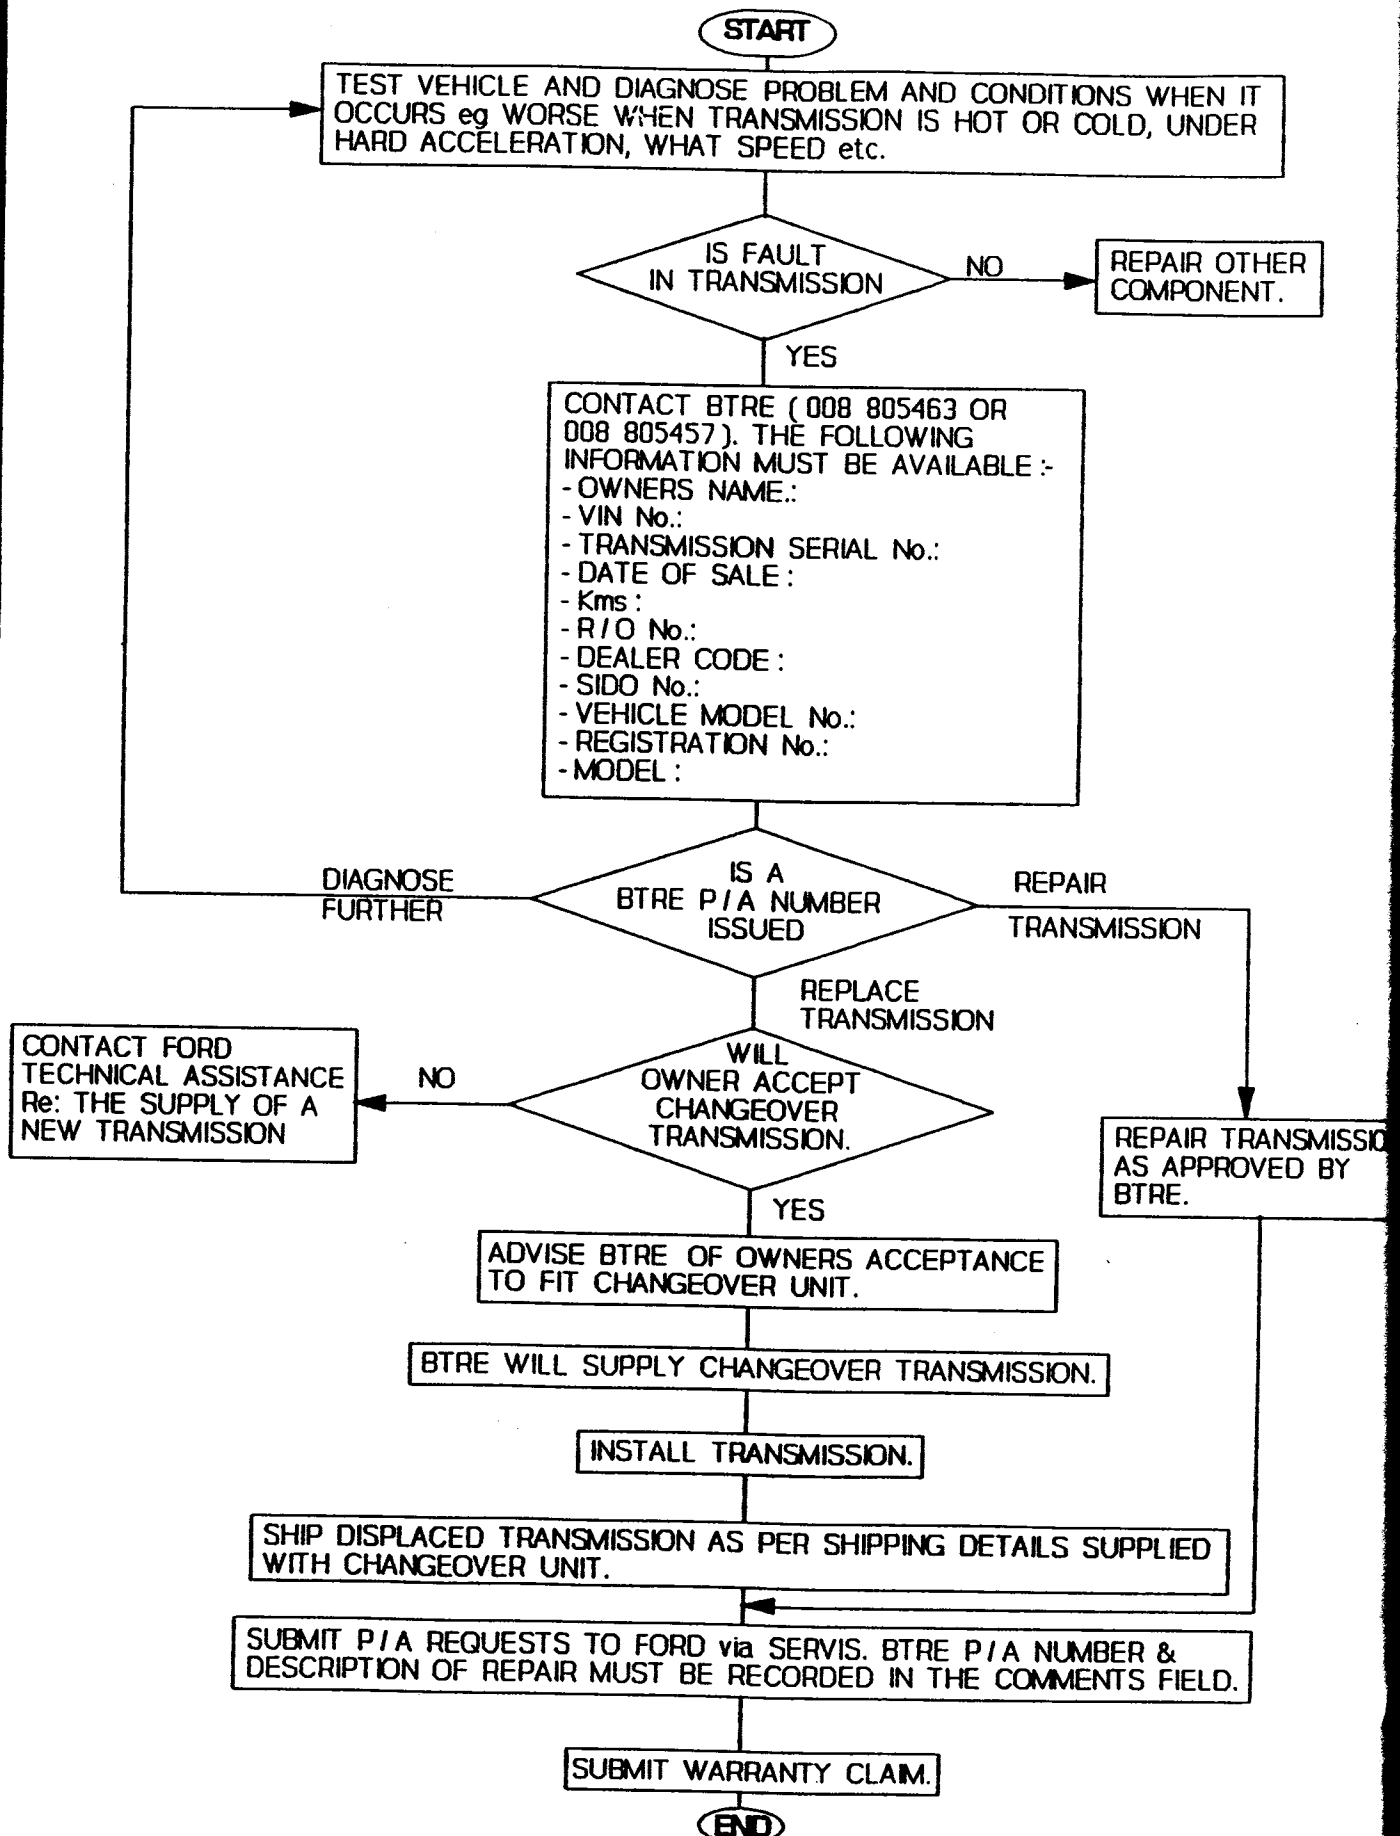 START
TEST VEHICLE AND DIAGNOSE PROBLEM AND CONDITIONS WHEN IT
OCCURS eg WORSE WHEN TRANSMISSION IS HOT OR COLD, UNDER
HARD ACCELERATION, WHAT SPEED etc.
IS FAULT
IN TRANSMISSION
NO
REPAIR OTHER
COMPONENT.
YES
CONTACT BTRE ( 008 805463 OR
008 805457 ). THE FOLLOWING
INFORMATION MUST BE AVAILABLE :-
- OWNERS NAME.:
- VIN No.:
- TRANSMISSION SERIAL No.:
- DATE OF SALE :
- Kms :
- R / O No.:
- DEALER CODE :
- SIDO No.:
- VEHICLE MODEL No.:
- REGISTRATION No.:
- MODEL :
IS A
BTRE P / A NUMBER
ISSUED
DIAGNOSE
FURTHER
REPAIR
TRANSMISSION
REPLACE
TRANSMISSION
WILL
OWNER ACCEPT
CHANGEOVER
TRANSMISSION.
NO
CONTACT FORD
TECHNICAL ASSISTANCE
Re: THE SUPPLY OF A
NEW TRANSMISSION
REPAIR TRANSMISSIO
AS APPROVED BY
BTRE.
YES
ADVISE BTRE OF OWNERS ACCEPTANCE
TO FIT CHANGEOVER UNIT.
BTRE WILL SUPPLY CHANGEOVER TRANSMISSION.
INSTALL TRANSMISSION.
SHIP DISPLACED TRANSMISSION AS PER SHIPPING DETAILS SUPPLIED
WITH CHANGEOVER UNIT.
SUBMIT P / A REQUESTS TO FORD via SERVIS. BTRE P / A NUMBER &
DESCRIPTION OF REPAIR MUST BE RECORDED IN THE COMMENTS FIELD.
SUBMIT WARRANTY CLAIM.
END